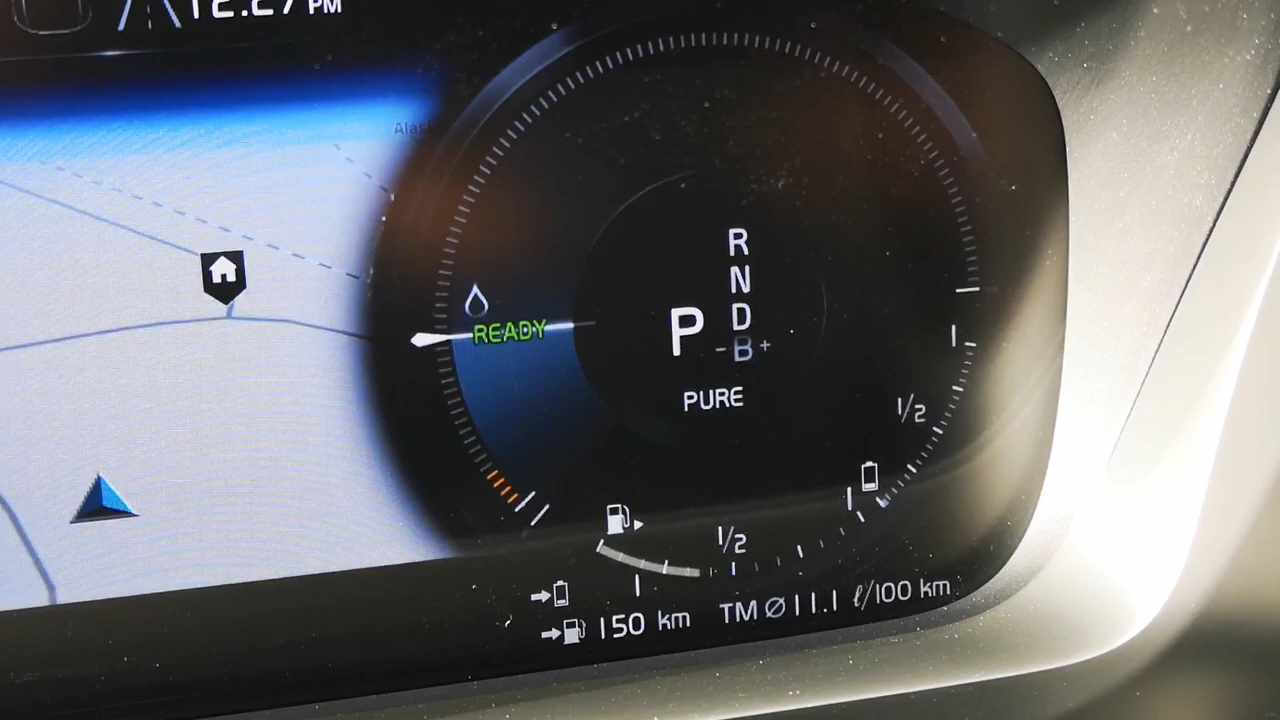 12:27 PM
R
N
D
P
-B+
READY
PURE
1/2
1/2
150 km TM Ø 11.1 ℓ/100 km